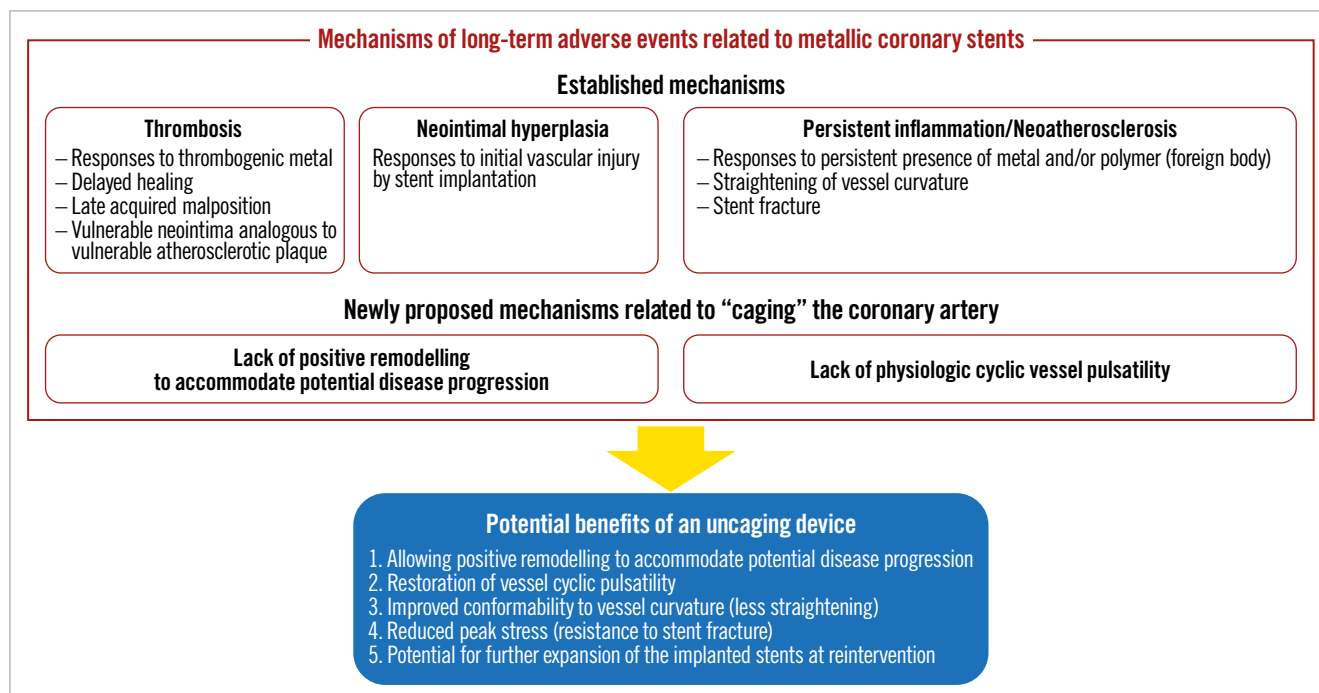 Mechanisms of long-term adverse events related to metallic coronary stents
Established mechanisms
Thrombosis
– Responses to thrombogenic metal
– Delayed healing
– Late acquired malposition
– Vulnerable neointima analogous to
vulnerable atherosclerotic plaque
Neointimal hyperplasia
Responses to initial vascular injury
by stent implantation
Persistent inflammation/Neoatherosclerosis
– Responses to persistent presence of metal and/or polymer (foreign body)
– Straightening of vessel curvature
– Stent fracture
Newly proposed mechanisms related to “caging” the coronary artery
Lack of positive remodelling
to accommodate potential disease progression
Lack of physiologic cyclic vessel pulsatility
Potential benefits of an uncaging device
1. Allowing positive remodelling to accommodate potential disease progression
2. Restoration of vessel cyclic pulsatility
3. Improved conformability to vessel curvature (less straightening)
4. Reduced peak stress (resistance to stent fracture)
5. Potential for further expansion of the implanted stents at reintervention